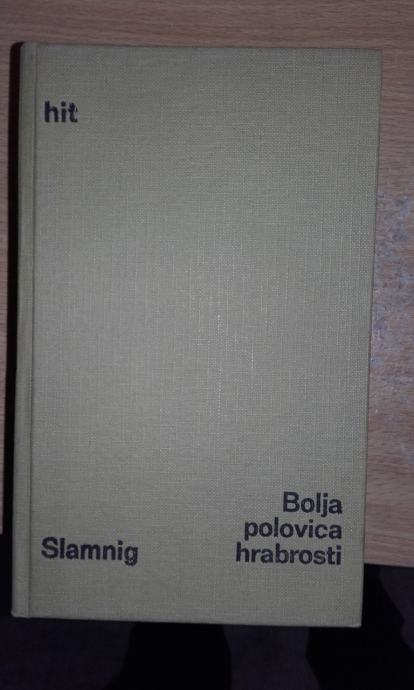 hit
Slamnig
Bolja
polovica
hrabrosti